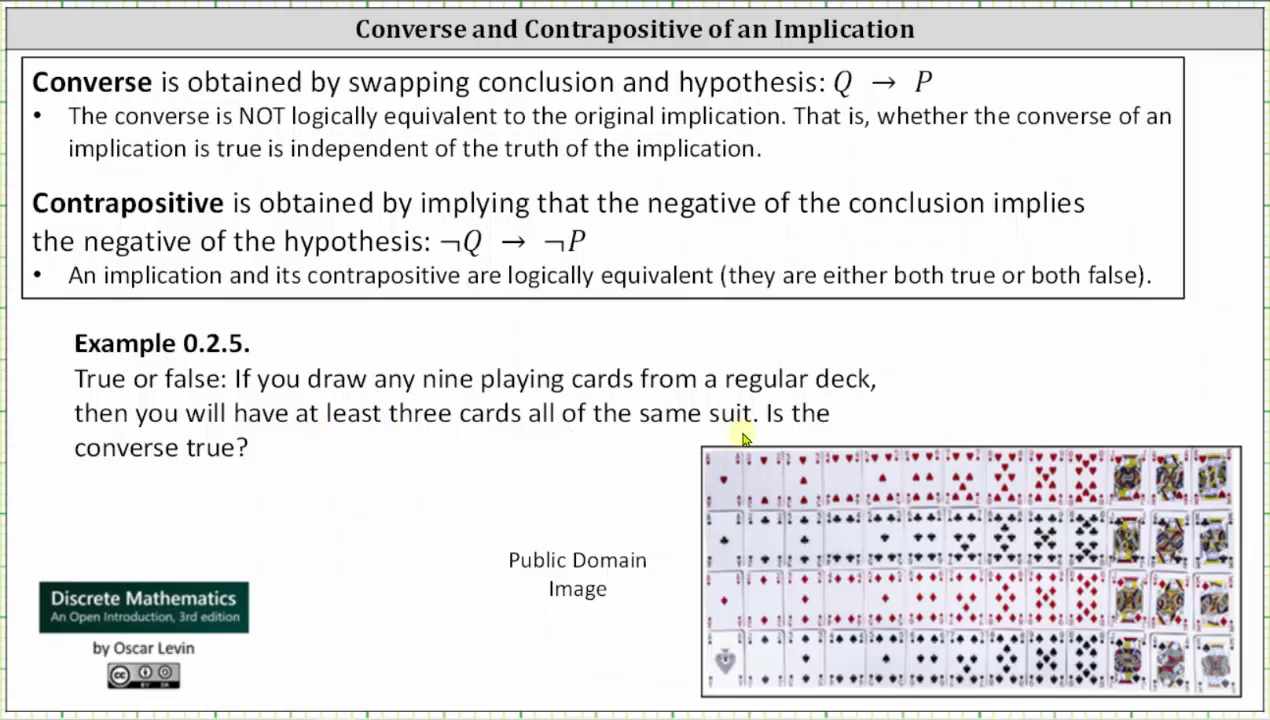 Converse and Contrapositive of an Implication
Converse is obtained by swapping conclusion and hypothesis: Q → P
• The converse is NOT logically equivalent to the original implication. That is, whether the converse of an
implication is true is independent of the truth of the implication.
Contrapositive is obtained by implying that the negative of the conclusion implies
the negative of the hypothesis: ¬Q → ¬P
• An implication and its contrapositive are logically equivalent (they are either both true or both false).
Example 0.2.5.
True or false: If you draw any nine playing cards from a regular deck,
then you will have at least three cards all of the same suit. Is the
converse true?
Public Domain
Image
Discrete Mathematics
An Open Introduction, 3rd edition
by Oscar Levin
cc